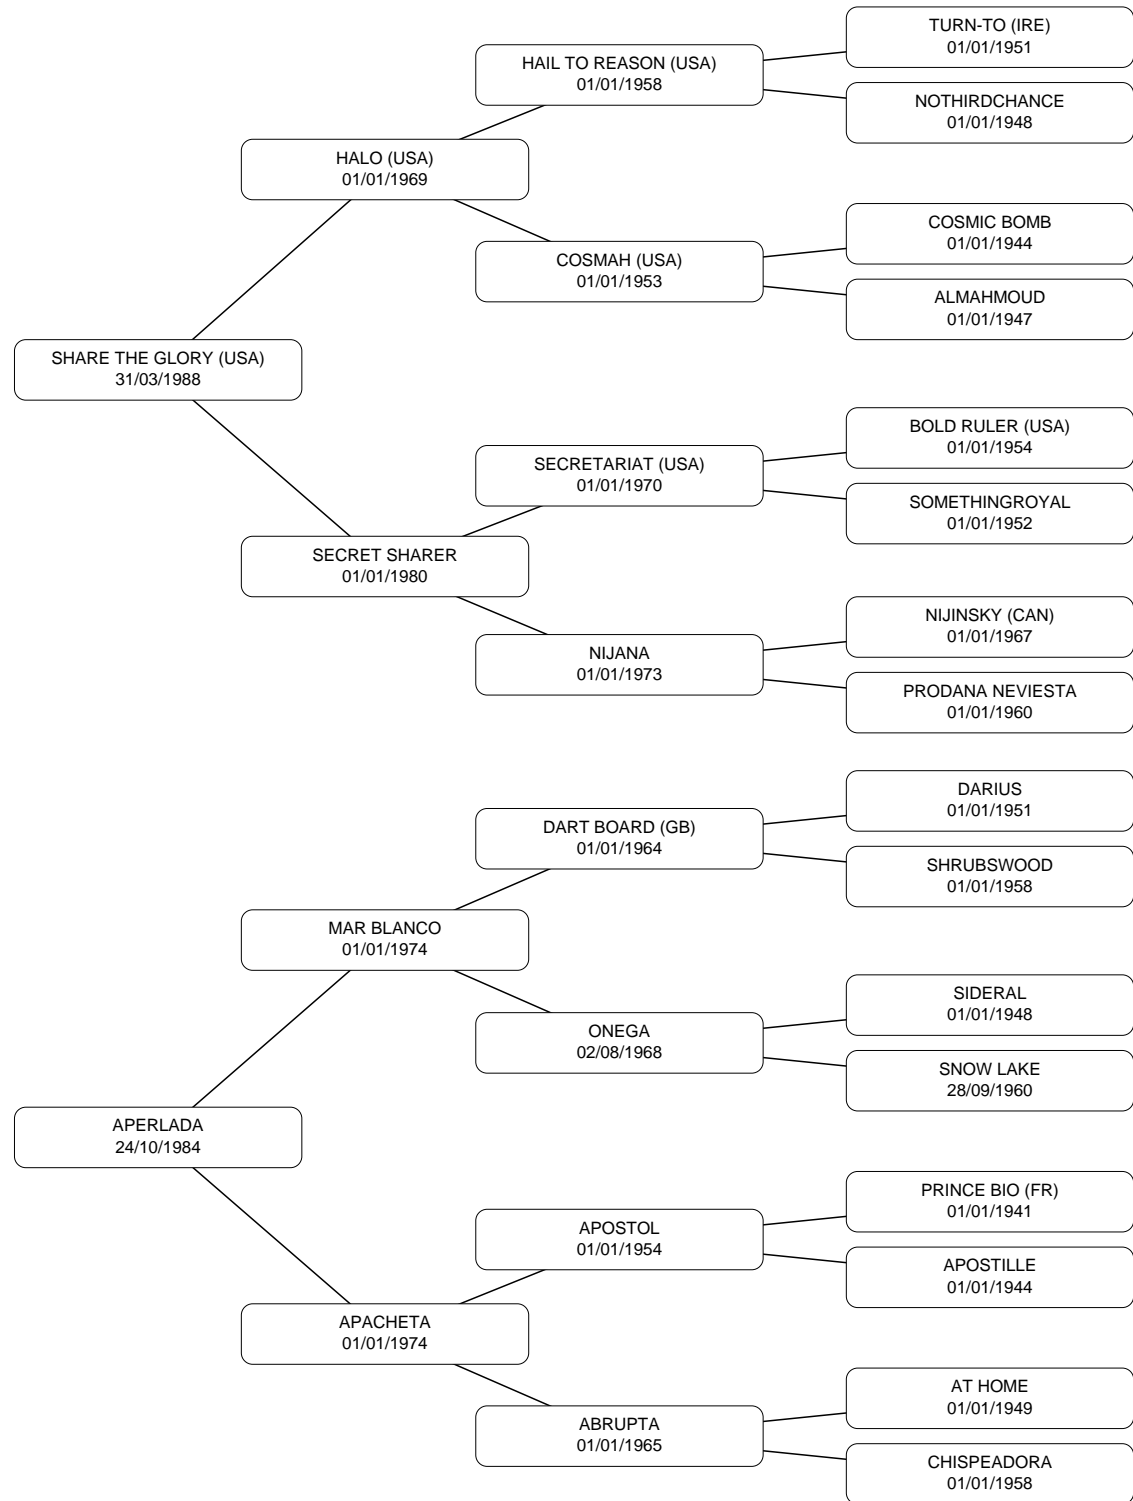 TURN-TO (IRE)
01/01/1951
HAIL TO REASON (USA)
01/01/1958
NOTHIRDCHANCE
01/01/1948
HALO (USA)
01/01/1969
COSMIC BOMB
01/01/1944
COSMAH (USA)
01/01/1953
ALMAHMOUD
01/01/1947
SHARE THE GLORY (USA)
31/03/1988
BOLD RULER (USA)
01/01/1954
SECRETARIAT (USA)
01/01/1970
SOMETHINGROYAL
01/01/1952
SECRET SHARER
01/01/1980
NIJINSKY (CAN)
01/01/1967
NIJANA
01/01/1973
PRODANA NEVIESTA
01/01/1960
DARIUS
01/01/1951
DART BOARD (GB)
01/01/1964
SHRUBSWOOD
01/01/1958
MAR BLANCO
01/01/1974
SIDERAL
01/01/1948
ONEGA
02/08/1968
SNOW LAKE
28/09/1960
APERLADA
24/10/1984
PRINCE BIO (FR)
01/01/1941
APOSTOL
01/01/1954
APOSTILLE
01/01/1944
APACHETA
01/01/1974
AT HOME
01/01/1949
ABRUPTA
01/01/1965
CHISPEADORA
01/01/1958